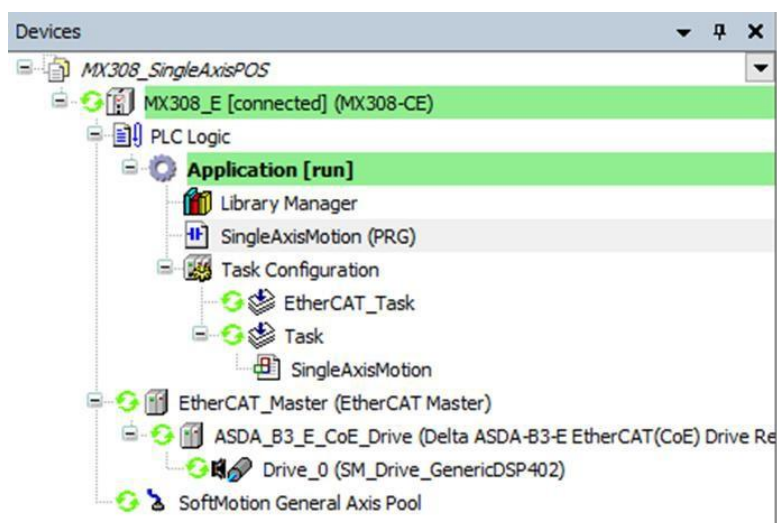 Devices
MX308_SingleAxisPOS
MX308_E [connected] (MX308-CE)
PLC Logic
Application [run]
Library Manager
SingleAxisMotion (PRG)
Task Configuration
EtherCAT_Task
Task
SingleAxisMotion
EtherCAT_Master (EtherCAT Master)
ASDA_B3_E_CoE_Drive (Delta ASDA-B3-E EtherCAT(CoE) Drive Re
Drive_0 (SM_Drive_GenericDSP402)
SoftMotion General Axis Pool